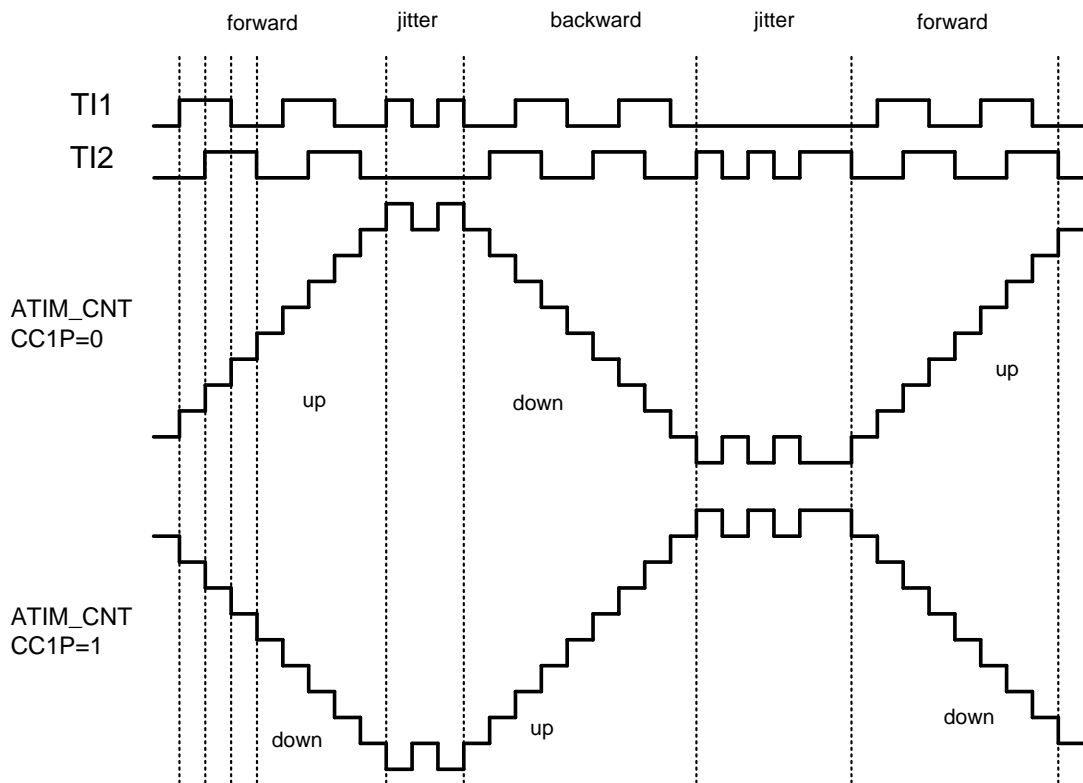 forward jitter backward jitter forward
TI1
TI2
ATIM_CNT
CC1P=0
up
down
up
ATIM_CNT
CC1P=1
down
up
down